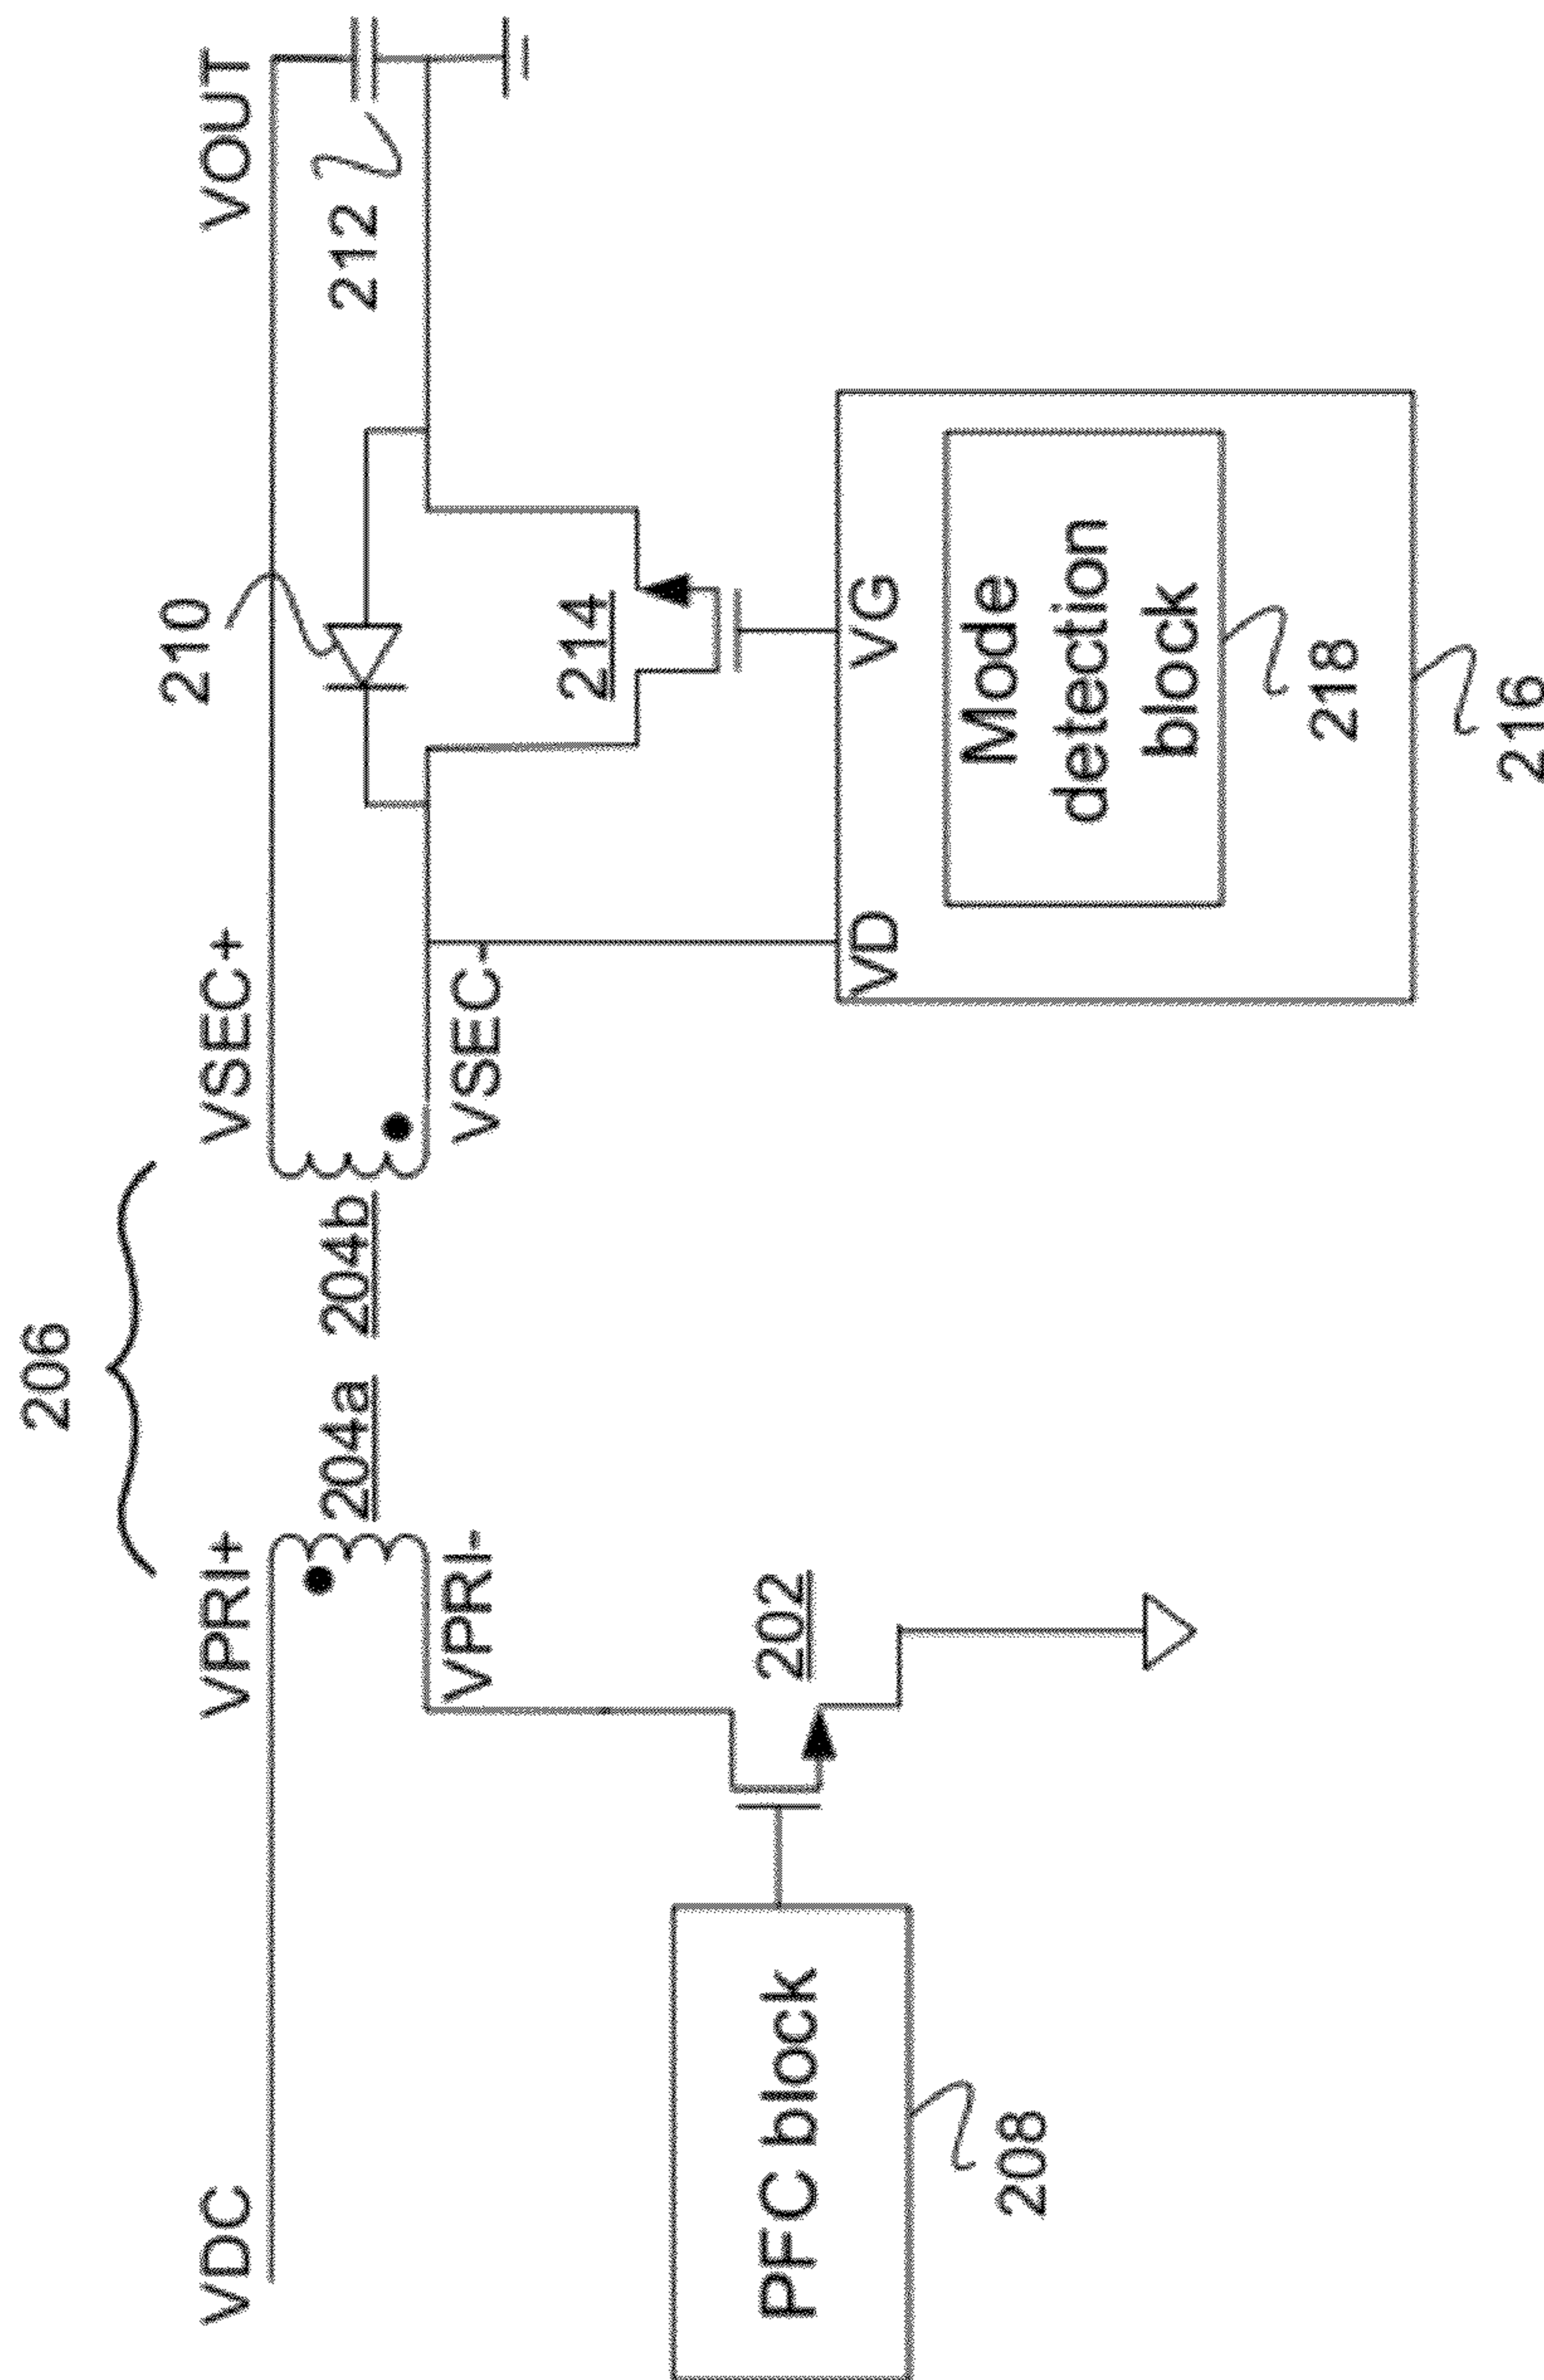 206
VDC
VPRI+
VSEC+
VOUT
210
204a
204b
212
VPRI-
VSEC-
214
202
PFC block
208
VD
VG
Mode
detection
block
218
216